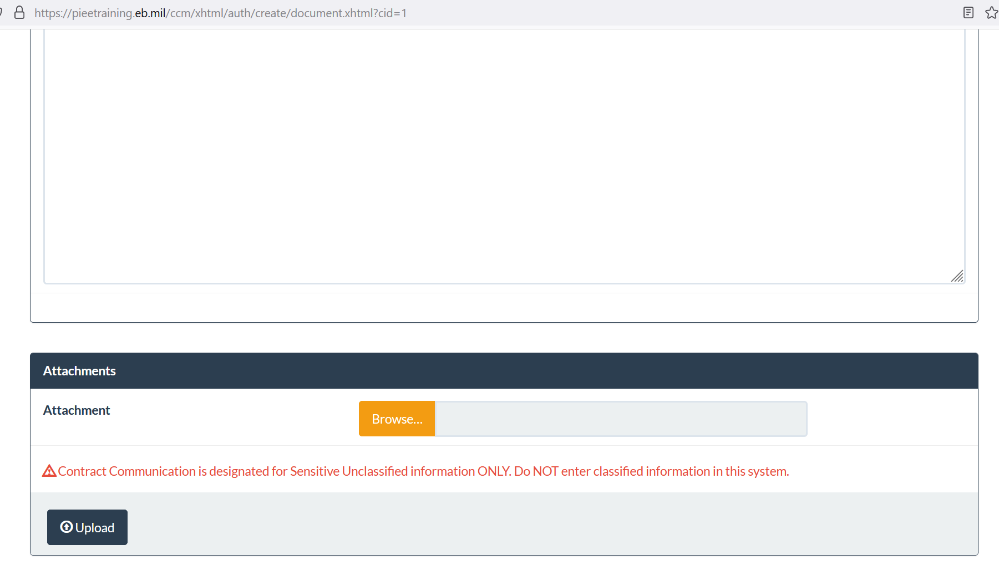 https://pieetraining.eb.mil/ccm/xhtml/auth/create/document.xhtml?cid=1
Attachments
Attachment
Browse...
Contract Communication is designated for Sensitive Unclassified information ONLY. Do NOT enter classified information in this system.
Upload